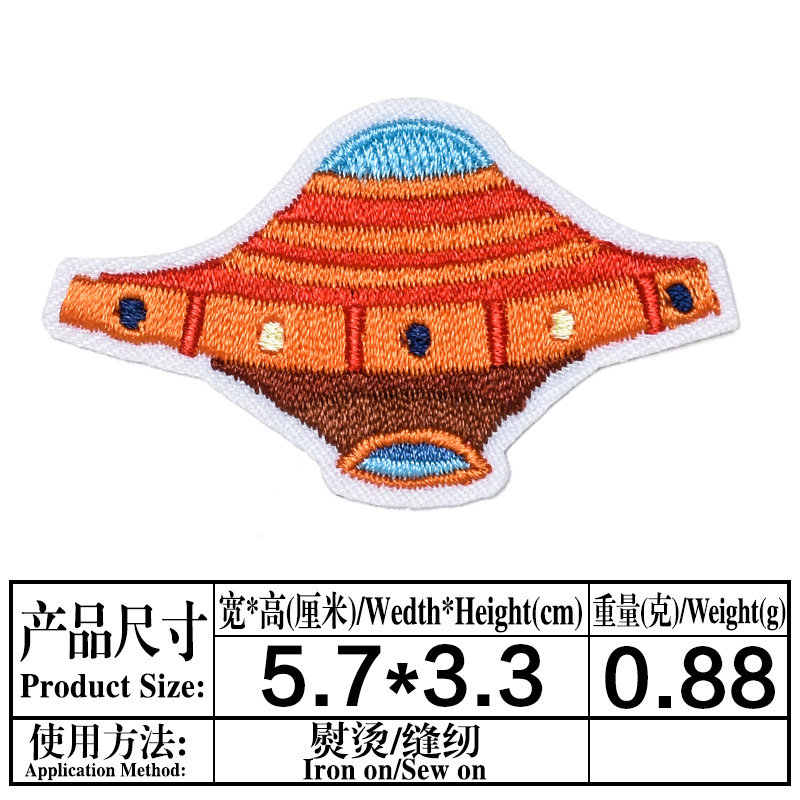 产品尺寸
Product Size:
宽*高(厘米)/Wedth*Height(cm)
5.7*3.3
重量(克)/Weight(g)
0.88
使用方法:
Application Method:
熨烫/缝纫
Iron on/Sew on